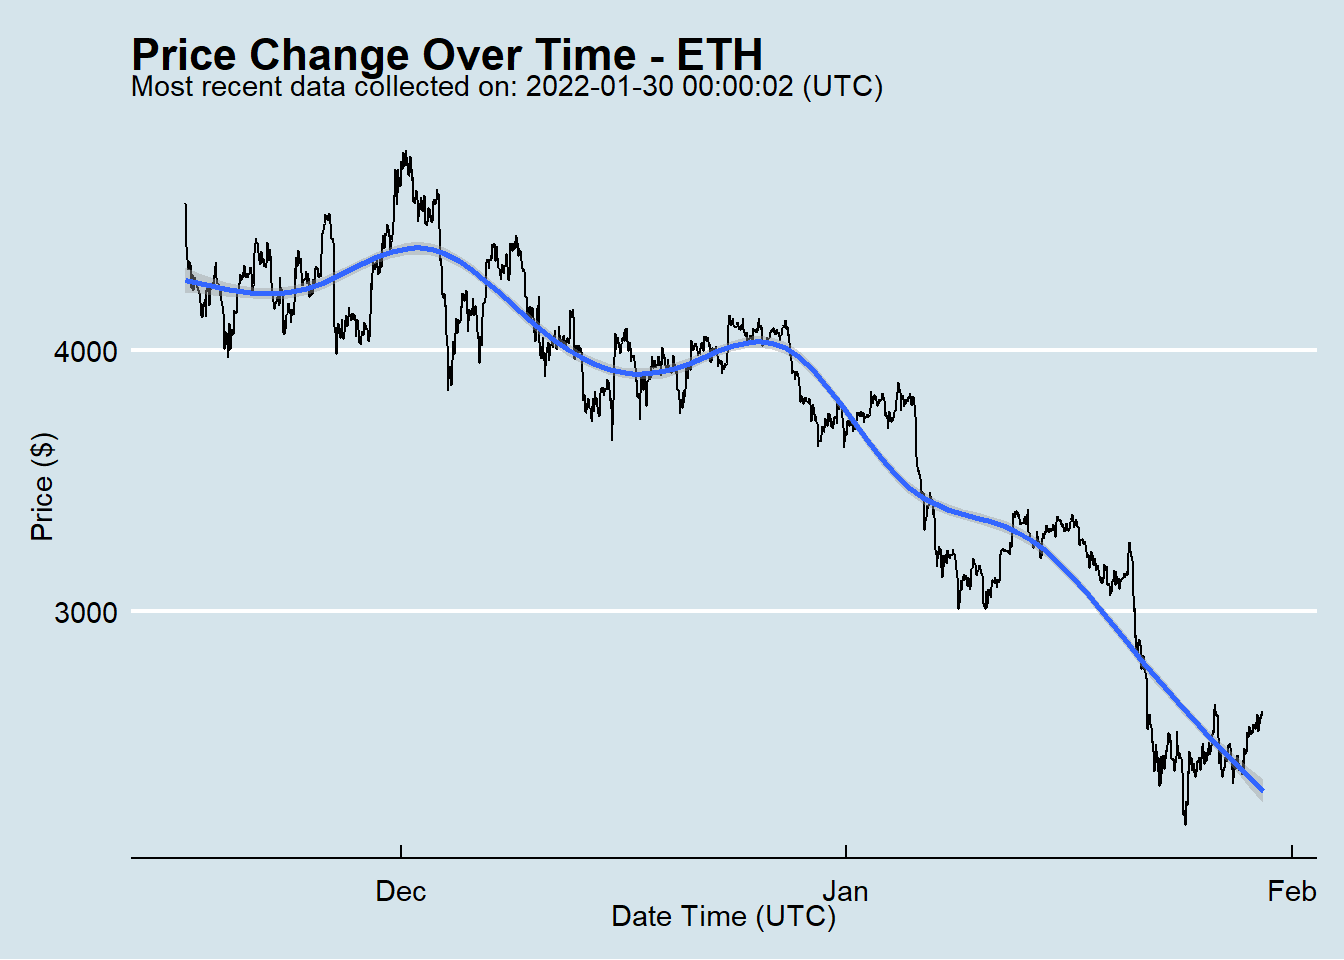 Price Change Over Time - ETH
Most recent data collected on: 2022-01-30 00:00:02 (UTC)
4000
Price ($)
3000
Dec
Jan
Feb
Date Time (UTC)